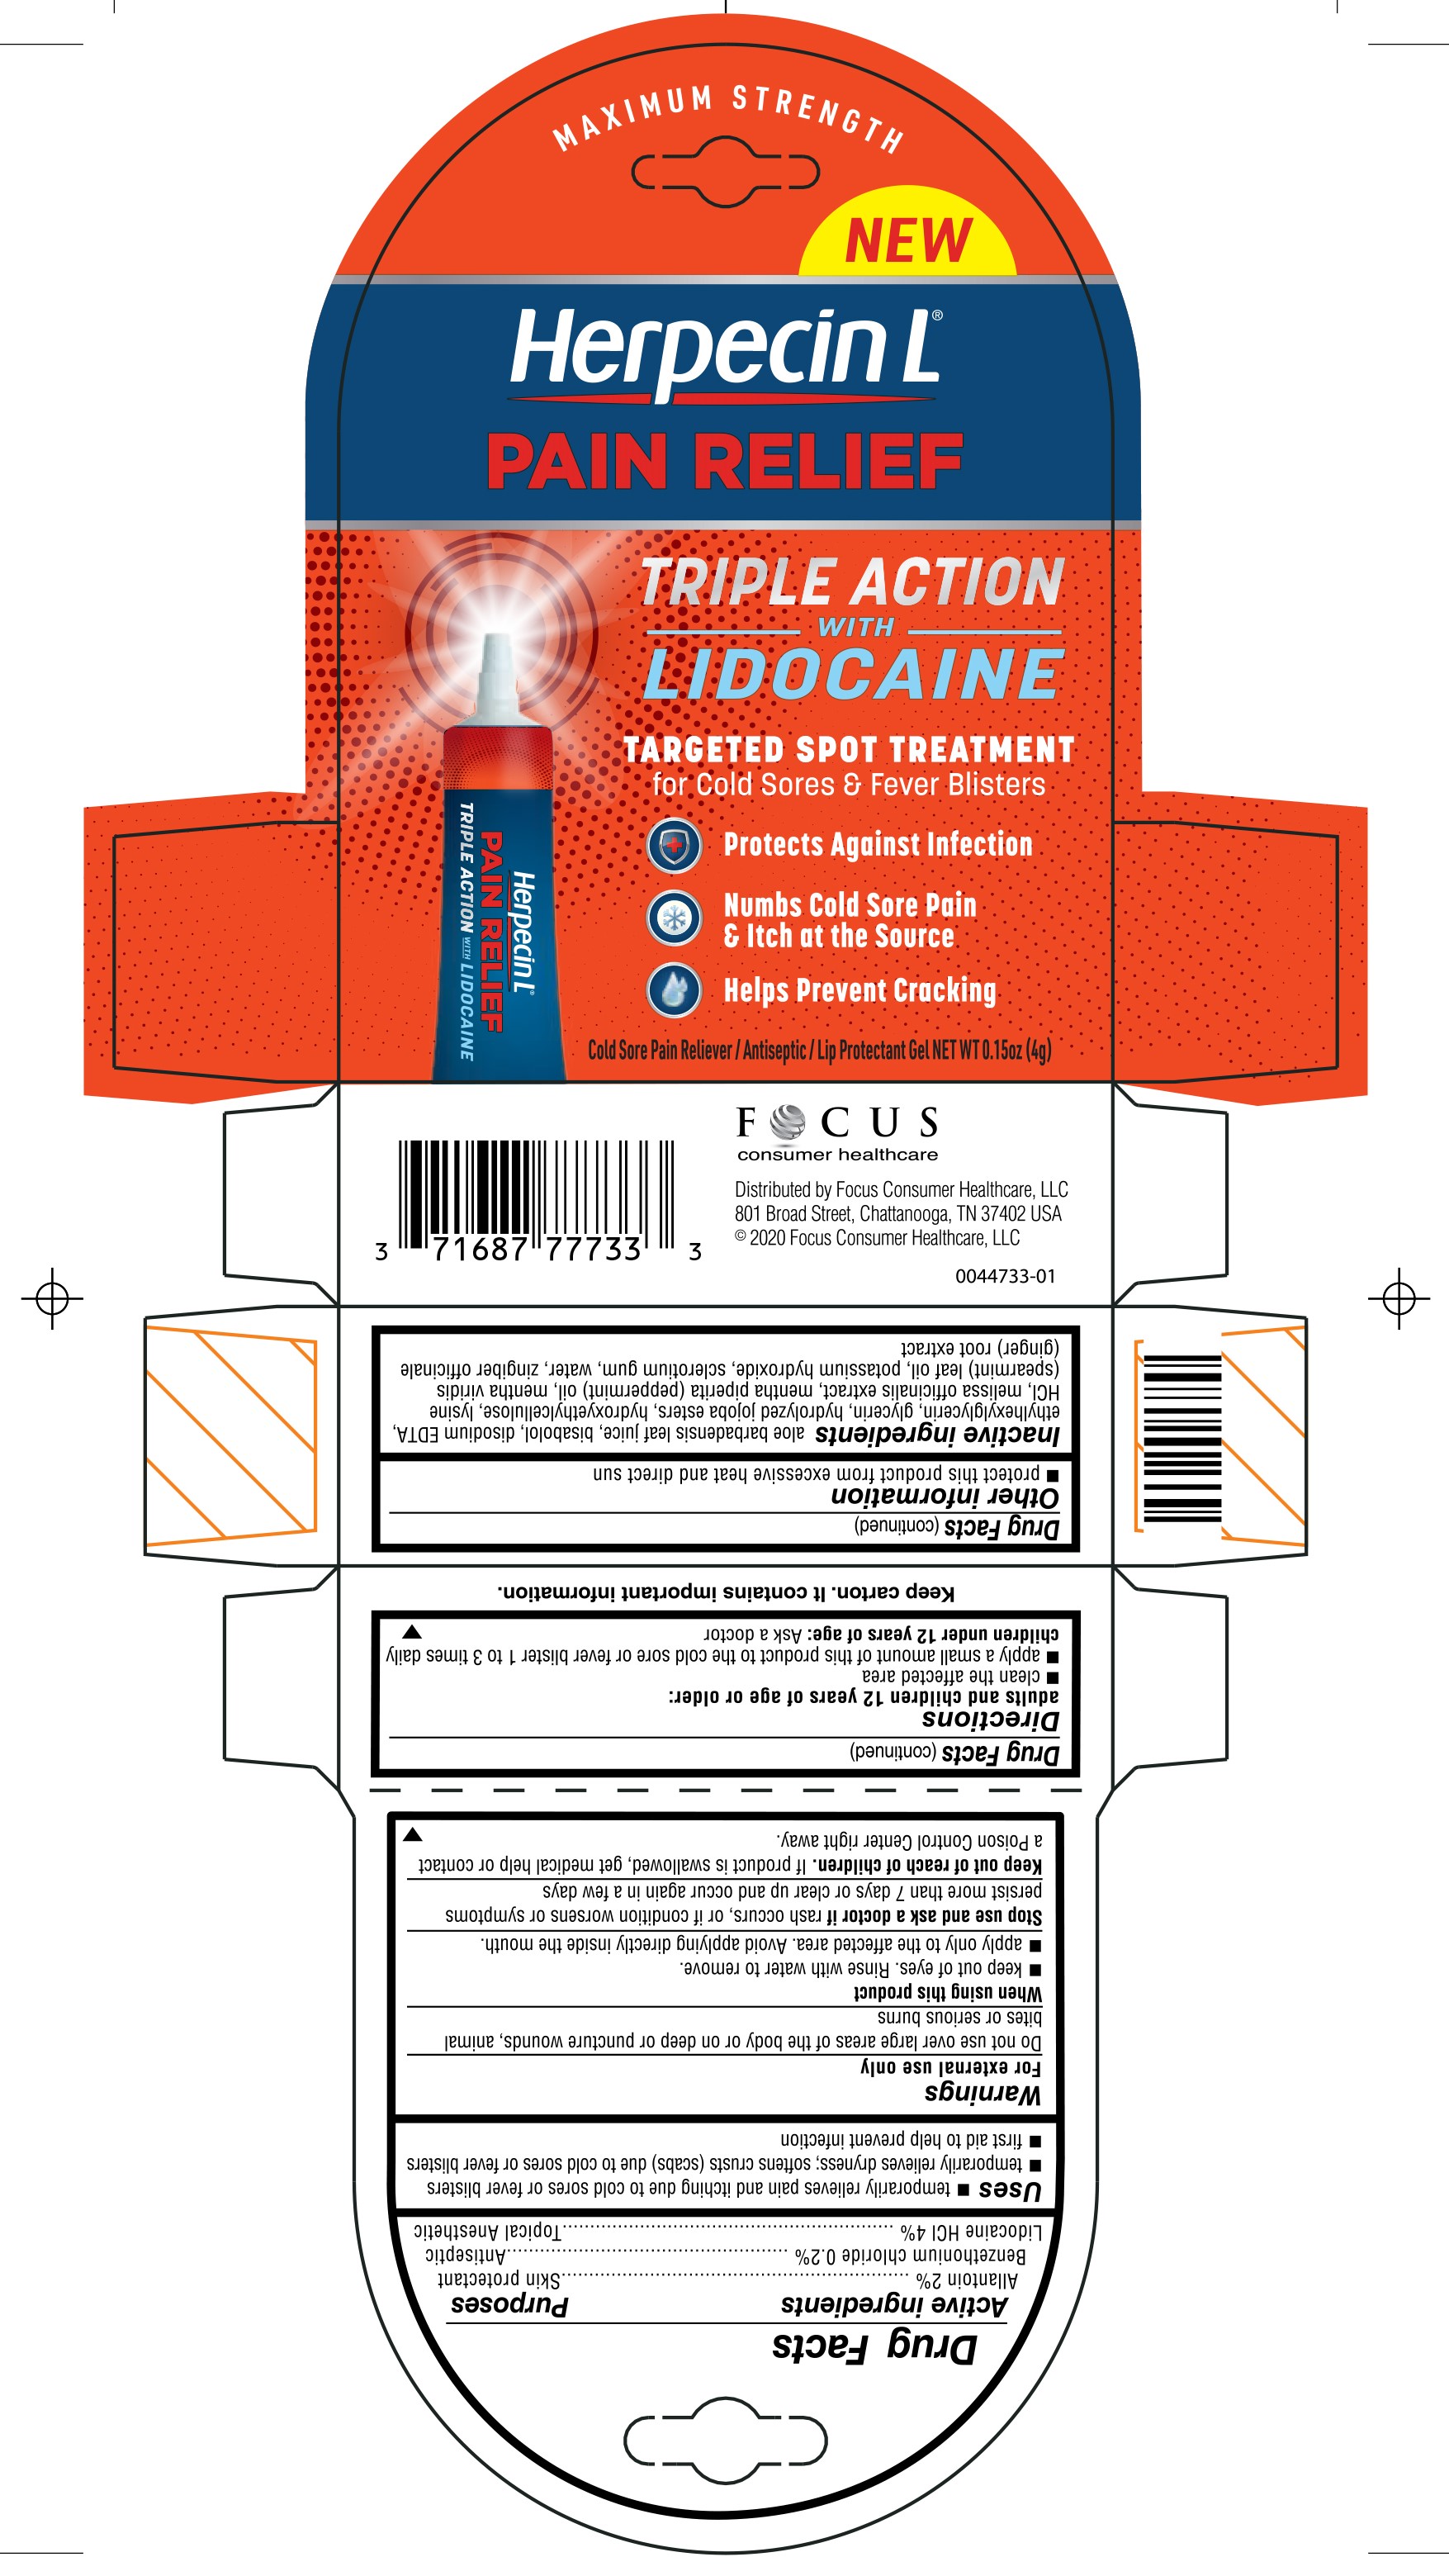 MAXIMUM STRENGTH
NEW
Herpecin L®
PAIN RELIEF
TRIPLE ACTION
WITH
LIDOCAINE
TARGETED SPOT TREATMENT
for Cold Sores & Fever Blisters
Protects Against Infection
Numbs Cold Sore Pain
& Itch at the Source
Helps Prevent Cracking
Cold Sore Pain Reliever / Antiseptic / Lip Protectant Gel NET WT 0.15oz (4g)
Herpecin L®
PAIN RELIEF
TRIPLE ACTION WITH LIDOCAINE
FOCUS
consumer healthcare
Distributed by Focus Consumer Healthcare, LLC
801 Broad Street, Chattanooga, TN 37402 USA
© 2020 Focus Consumer Healthcare, LLC
0044733-01
3 71687 77733 3
Drug Facts
Active ingredients Purposes
Allantoin 2% ........Skin protectant
Benzethonium chloride 0.2% ........Antiseptic
Lidocaine HCl 4% ........Topical Anesthetic
Uses ■ temporarily relieves pain and itching due to cold sores or fever blisters
■ temporarily relieves dryness; softens crusts (scabs) due to cold sores or fever blisters
■ first aid to help prevent infection
Warnings
For external use only
Do not use over large areas of the body or on deep or puncture wounds, animal
bites or serious burns
When using this product
■ keep out of eyes. Rinse with water to remove.
■ apply only to the affected area. Avoid applying directly inside the mouth.
Stop use and ask a doctor if rash occurs, or if condition worsens or symptoms
persist more than 7 days or clear up and occur again in a few days
Keep out of reach of children. If product is swallowed, get medical help or contact
a Poison Control Center right away.
Drug Facts (continued)
Directions
adults and children 12 years of age or older:
■ clean the affected area
■ apply a small amount of this product to the cold sore or fever blister 1 to 3 times daily
children under 12 years of age: Ask a doctor
Keep carton. It contains important information.
Drug Facts (continued)
Other information
■ protect this product from excessive heat and direct sun
Inactive ingredients aloe barbadensis leaf juice, bisabolol, disodium EDTA,
ethylhexylglycerin, glycerin, hydrolyzed jojoba esters, hydroxyethylcellulose, lysine
HCl, melissa officinalis extract, mentha piperita (peppermint) oil, mentha viridis
(spearmint) leaf oil, potassium hydroxide, sclerotium gum, water, zingiber officinale
(ginger) root extract